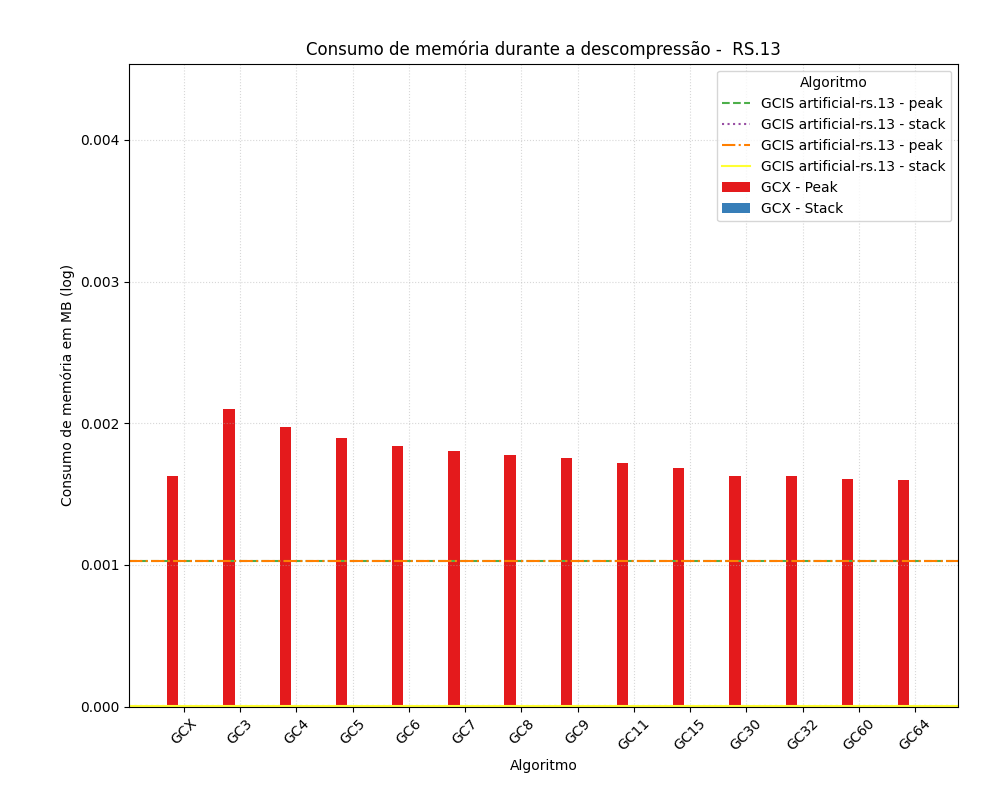 Consumo de memória durante a descompressão -  RS.13
Algoritmo
GCIS artificial-rs.13 - peak
GCIS artificial-rs.13 - stack
GCIS artificial-rs.13 - peak
GCIS artificial-rs.13 - stack
GCX - Peak
GCX - Stack
Consumo de memória em MB (log)
0.004
0.003
0.002
0.001
0.000
GCX
GC3
GC4
GC5
GC6
GC7
GC8
GC9
GC11
GC15
GC30
GC32
GC60
GC64
Algoritmo